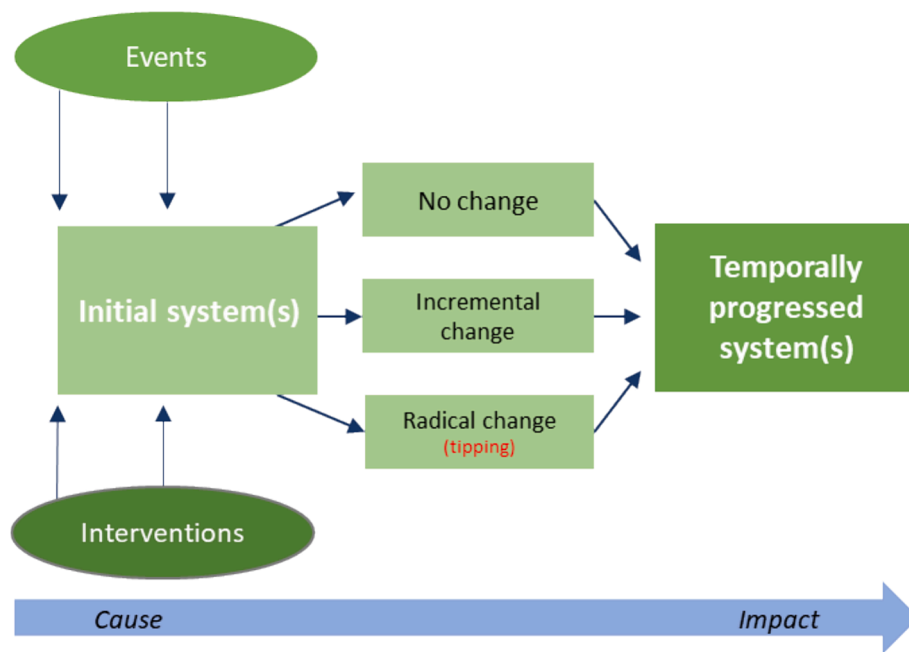 Events
No change
Initial system(s)
Incremental
change
Temporally
progressed
system(s)
Radical change
(tipping)
Interventions
Cause
Impact